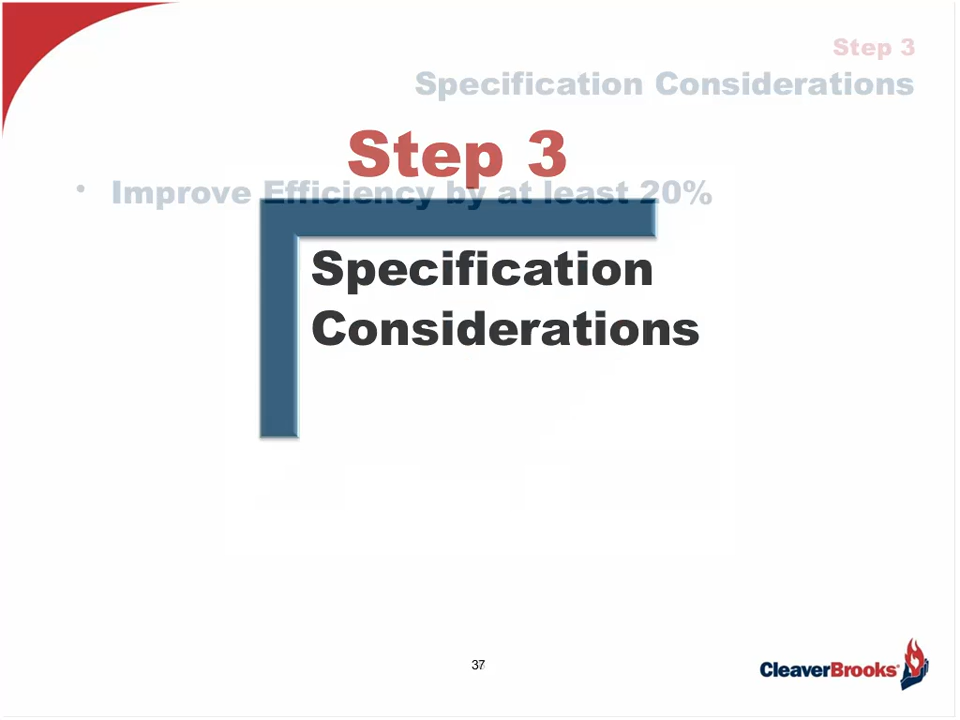 Step 3
Specification Considerations
Step 3
• Improve Efficiency by at least 20%
Specification
Considerations
37
CleaverBrooks®